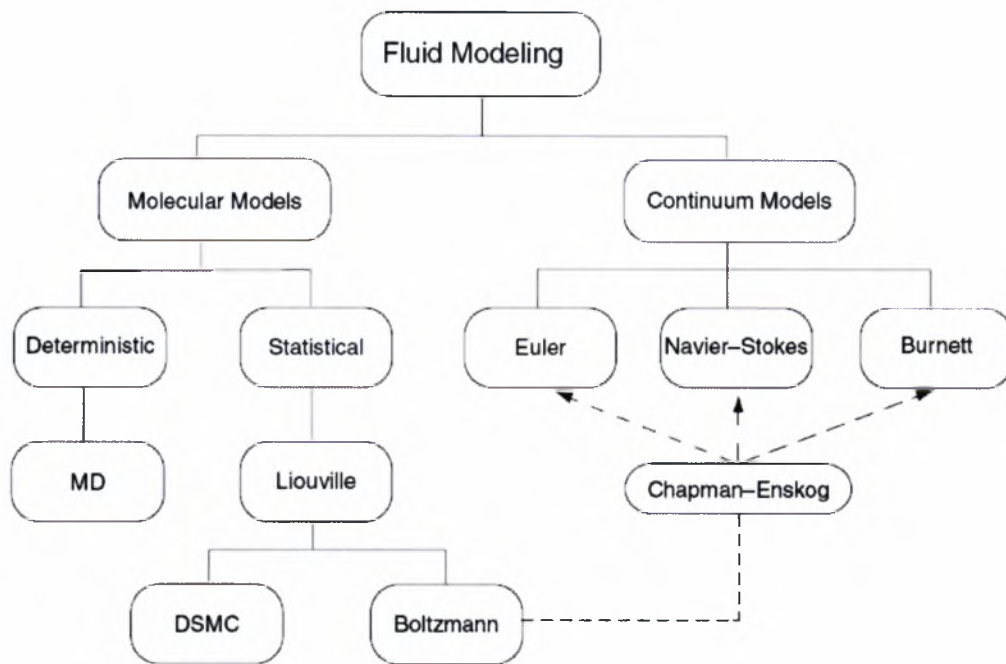 Fluid Modeling
Molecular Models
Continuum Models
Deterministic
Statistical
Euler
Navier–Stokes
Burnett
MD
Liouville
Chapman–Enskog
DSMC
Boltzmann